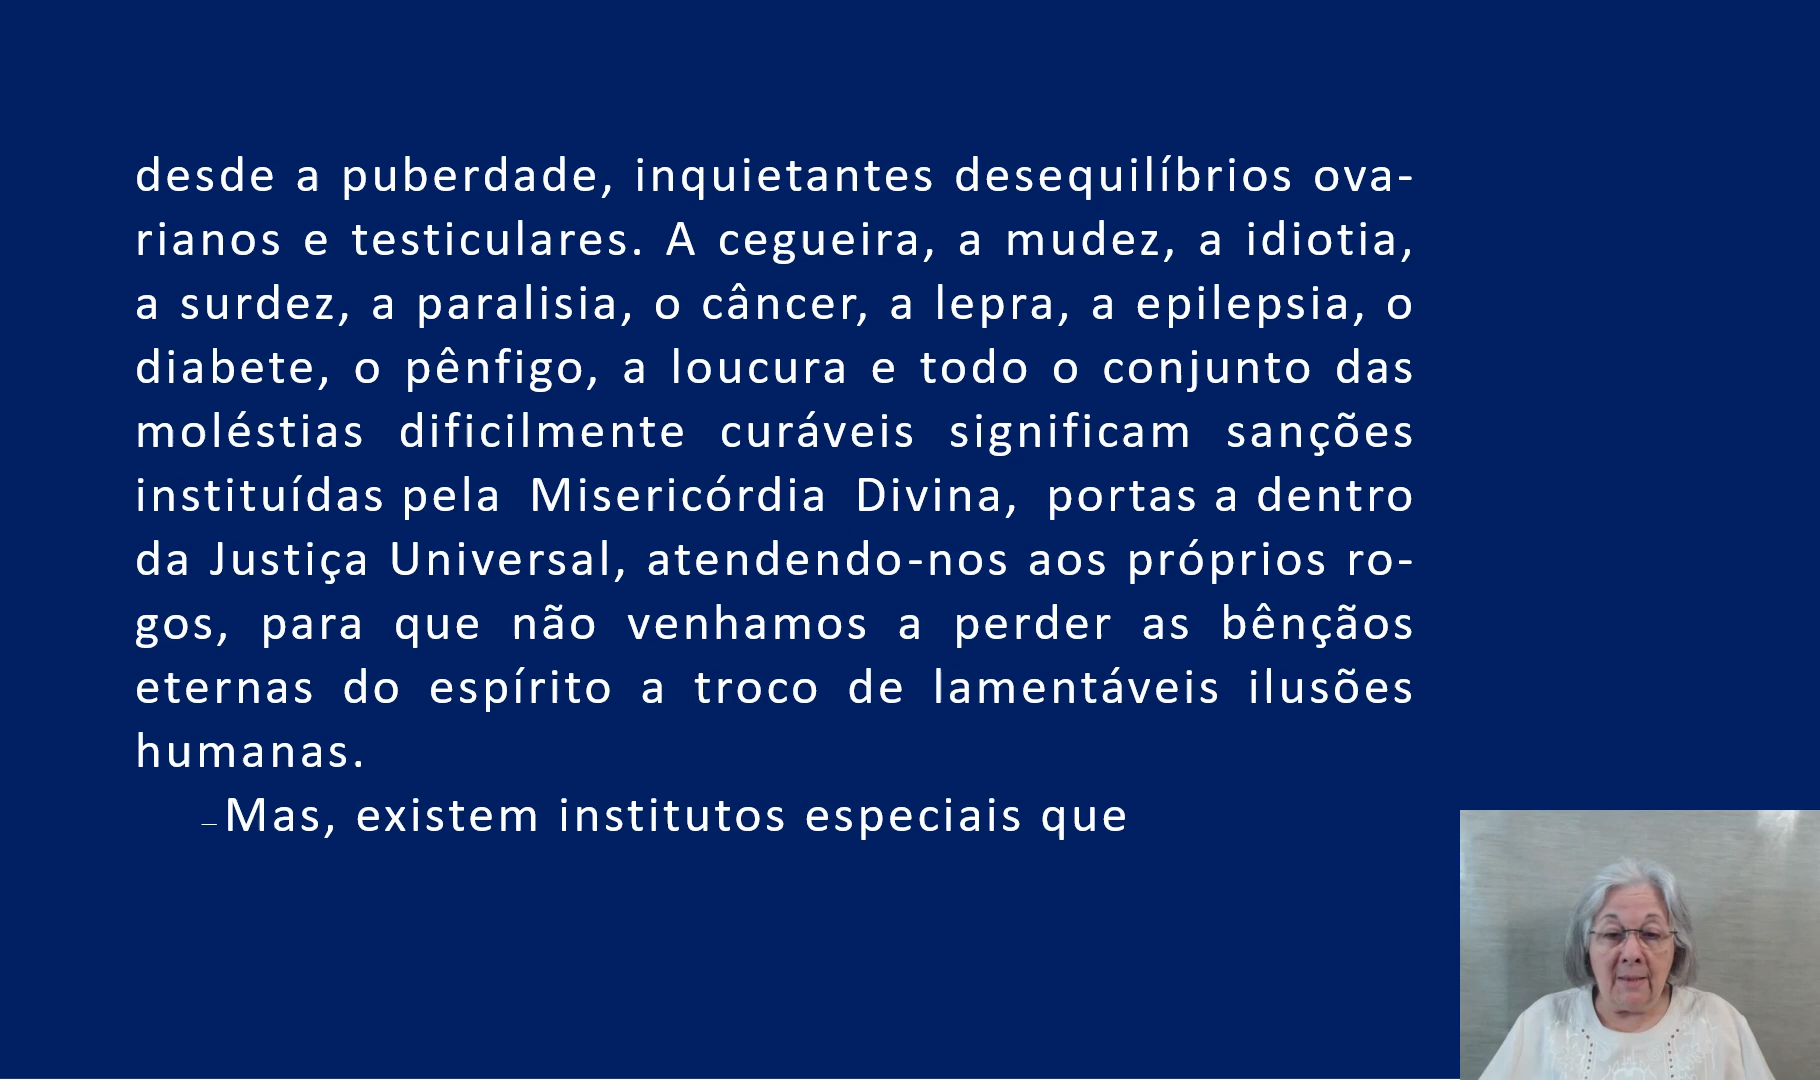 desde a puberdade, inquietantes desequilíbrios ova-
rianos e testiculares. A cegueira, a mudez, a idiotia,
a surdez, a paralisia, o câncer, a lepra, a epilepsia, o
diabete, o pênfigo, a loucura e todo o conjunto das
moléstias dificilmente curáveis significam sanções
instituídas pela Misericórdia Divina, portas a dentro
da Justiça Universal, atendendo-nos aos próprios ro-
gos, para que não venhamos a perder as bênçãos
eternas do espírito a troco de lamentáveis ilusões
humanas.
– Mas, existem institutos especiais que